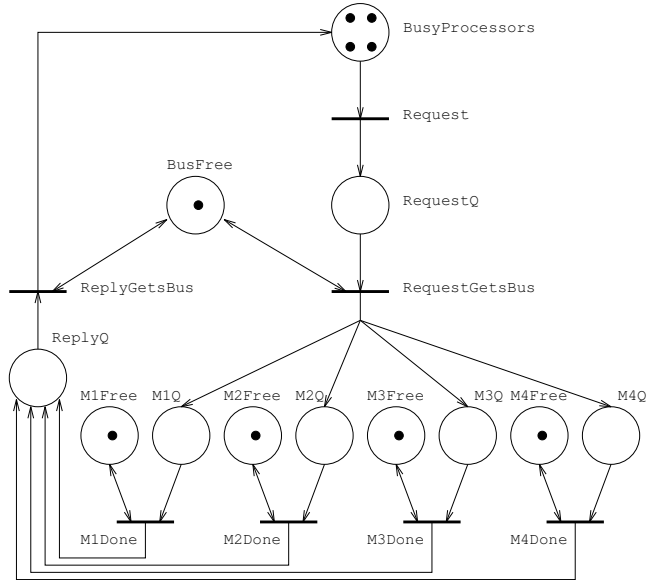 BusyProcessors
Request
BusFree
RequestQ
ReplyGetsBus
RequestGetsBus
ReplyQ
M1Free M1Q M2Free M2Q M3Free M3Q M4Free M4Q
M1Done M2Done M3Done M4Done